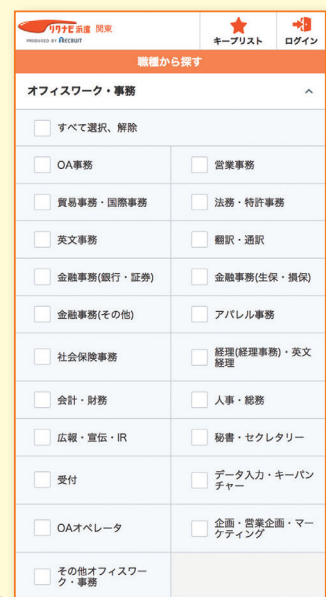 リクナビ派遣 関東
PRODUCED BY RECRUIT
キープリスト
ログイン
職種から探す
オフィスワーク・事務
すべて選択、解除
OA事務
営業事務
貿易事務・国際事務
法務・特許事務
英文事務
翻訳・通訳
金融事務(銀行・証券)
金融事務(生保・損保)
金融事務(その他)
アパレル事務
社会保険事務
経理(経理事務)・英文
経理
会計・財務
人事・総務
広報・宣伝・IR
秘書・セクレタリー
受付
データ入力・キーパン
チャー
OAオペレータ
企画・営業企画・マー
ケティング
その他オフィスワー
ク・事務